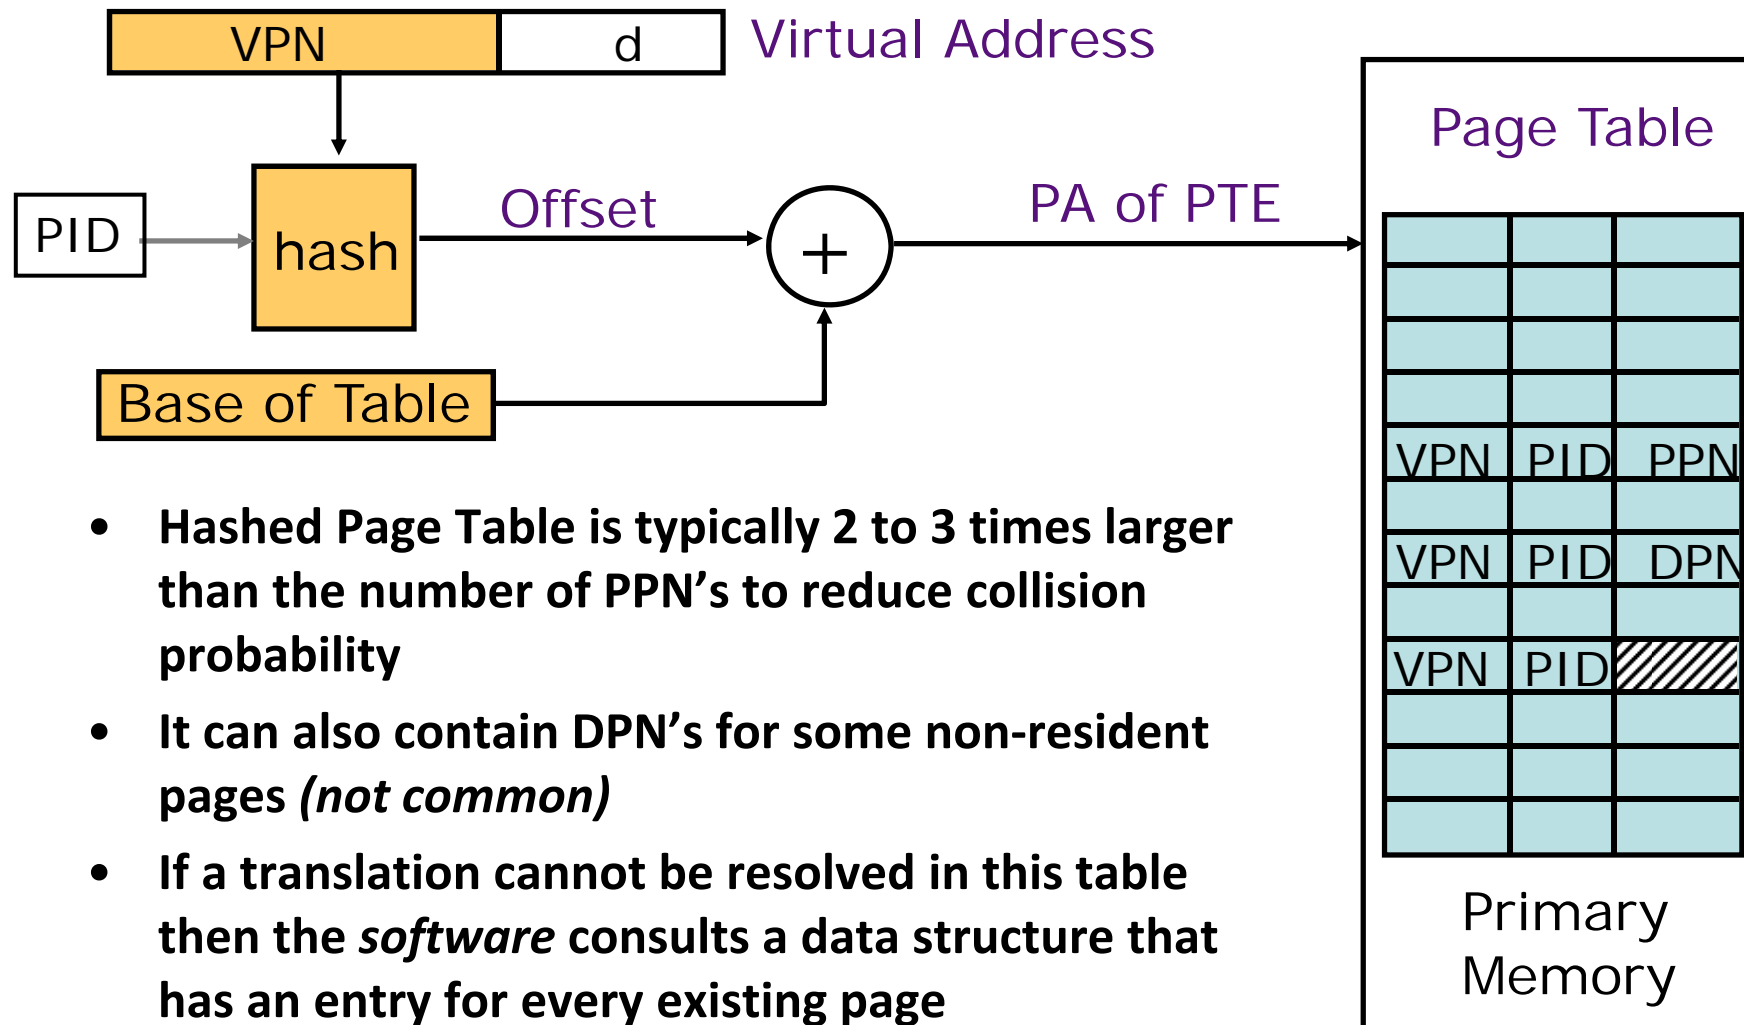 VPN d Virtual Address
Page Table
PID hash Offset + PA of PTE
Base of Table
VPN PID PPN
VPN PID DPN
VPN PID
• Hashed Page Table is typically 2 to 3 times larger
than the number of PPN’s to reduce collision
probability
• It can also contain DPN’s for some non-resident
pages (not common)
• If a translation cannot be resolved in this table
then the software consults a data structure that
has an entry for every existing page
Primary
Memory